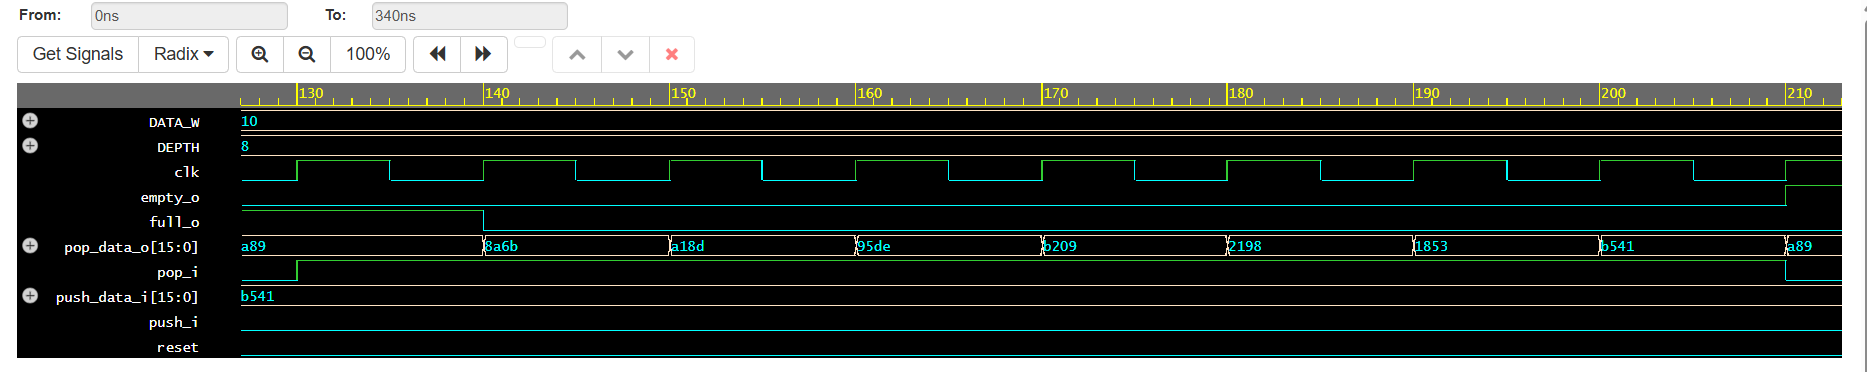 From: 0ns To: 340ns
Get Signals Radix 100%
130 140 150 160 170 180 190 200 210
DATA_W 10
DEPTH 8
clk
empty_o
full_o
pop_data_o[15:0] a89 8a6b a18d 95de b209 2198 1853 b541 a89
pop_i
push_data_i[15:0] b541
push_i
reset